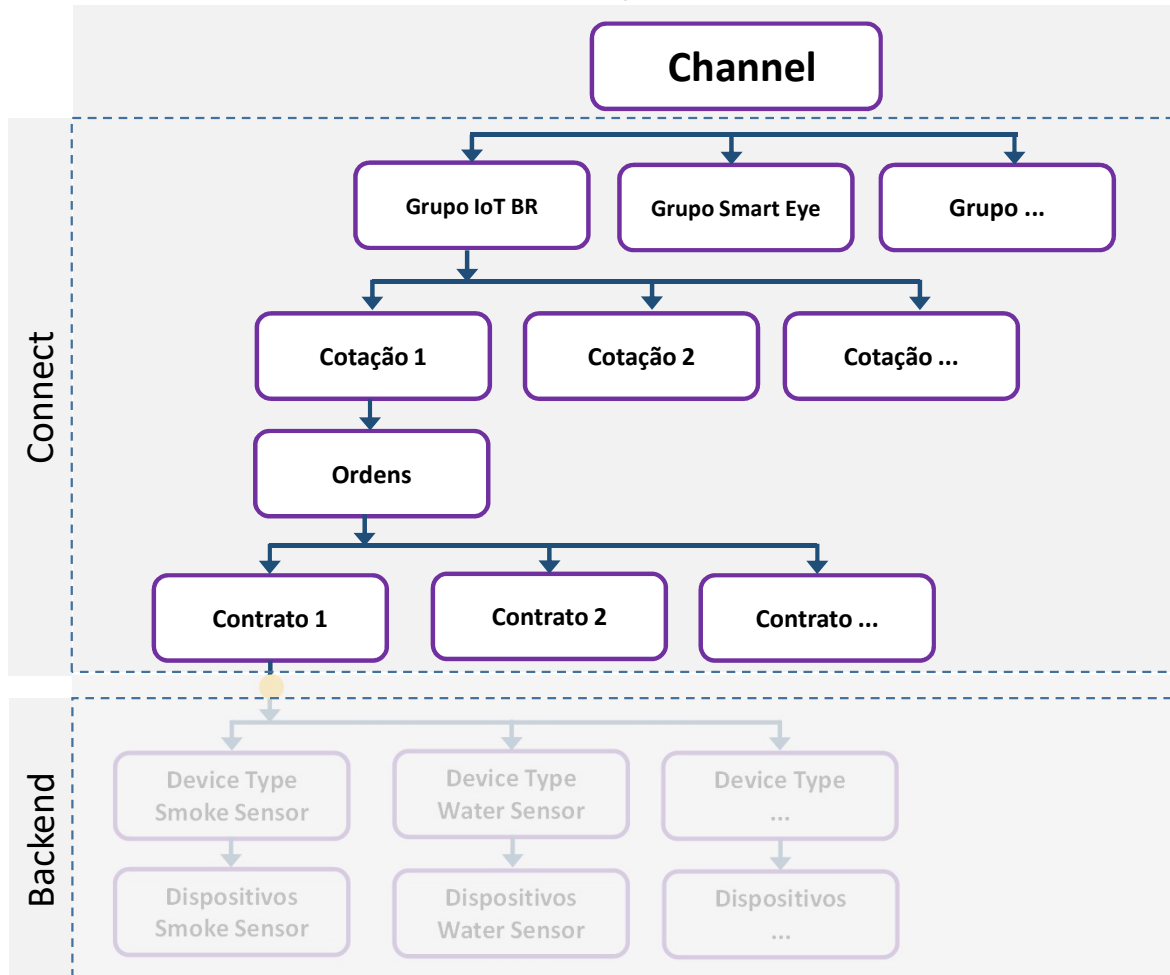 Channel
Connect
Grupo IoT BR
Grupo Smart Eye
Grupo ...
Cotação 1
Cotação 2
Cotação ...
Ordens
Contrato 1
Contrato 2
Contrato ...
Backend
Device Type
Smoke Sensor
Device Type
Water Sensor
Device Type
...
Dispositivos
Smoke Sensor
Dispositivos
Water Sensor
Dispositivos
...